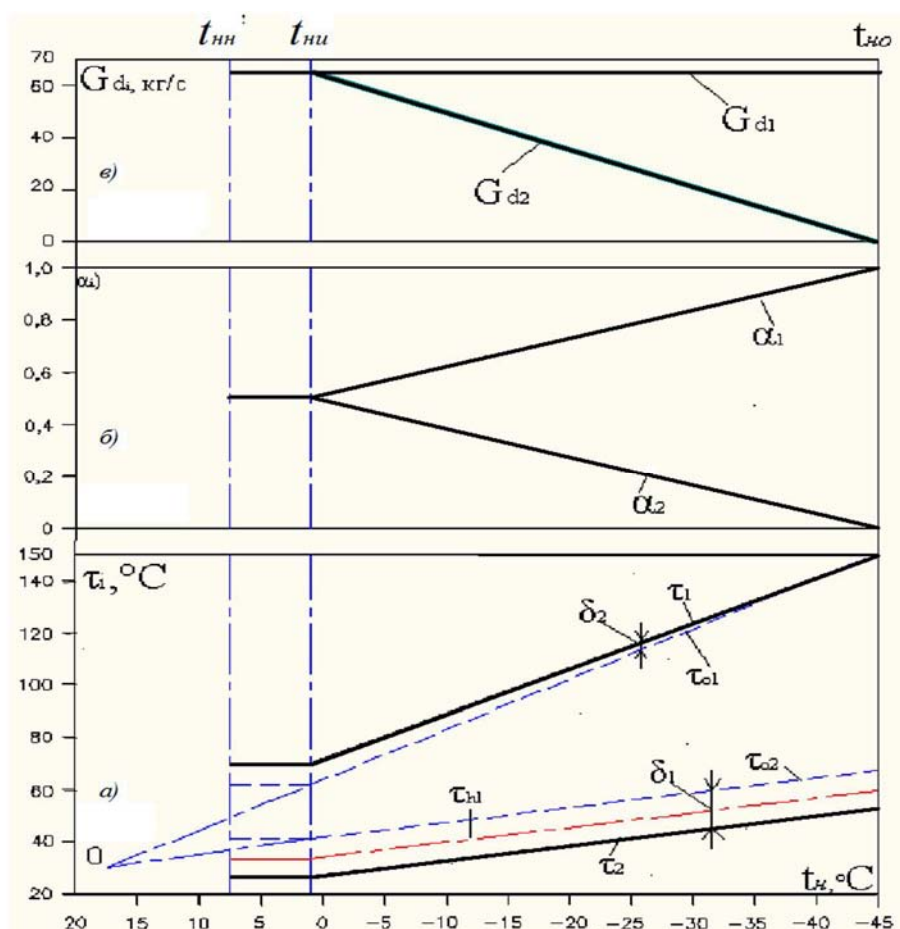 tнн tни tно
70
Gdi, кг/с
60
Gd1
40
в)
Gd2
20
0
1,0
αi)
0,8
α1
0,6
0,4
б)
0,2
α2
0
150
τi, °C
140
τ1
δ2
120
τo1
100
80
τo2
δ1
60
а)
τh1
40
0
τ2
20
tн, °C
20 15 10 5 0 -5 -10 -15 -20 -25 -30 -35 -40 -45